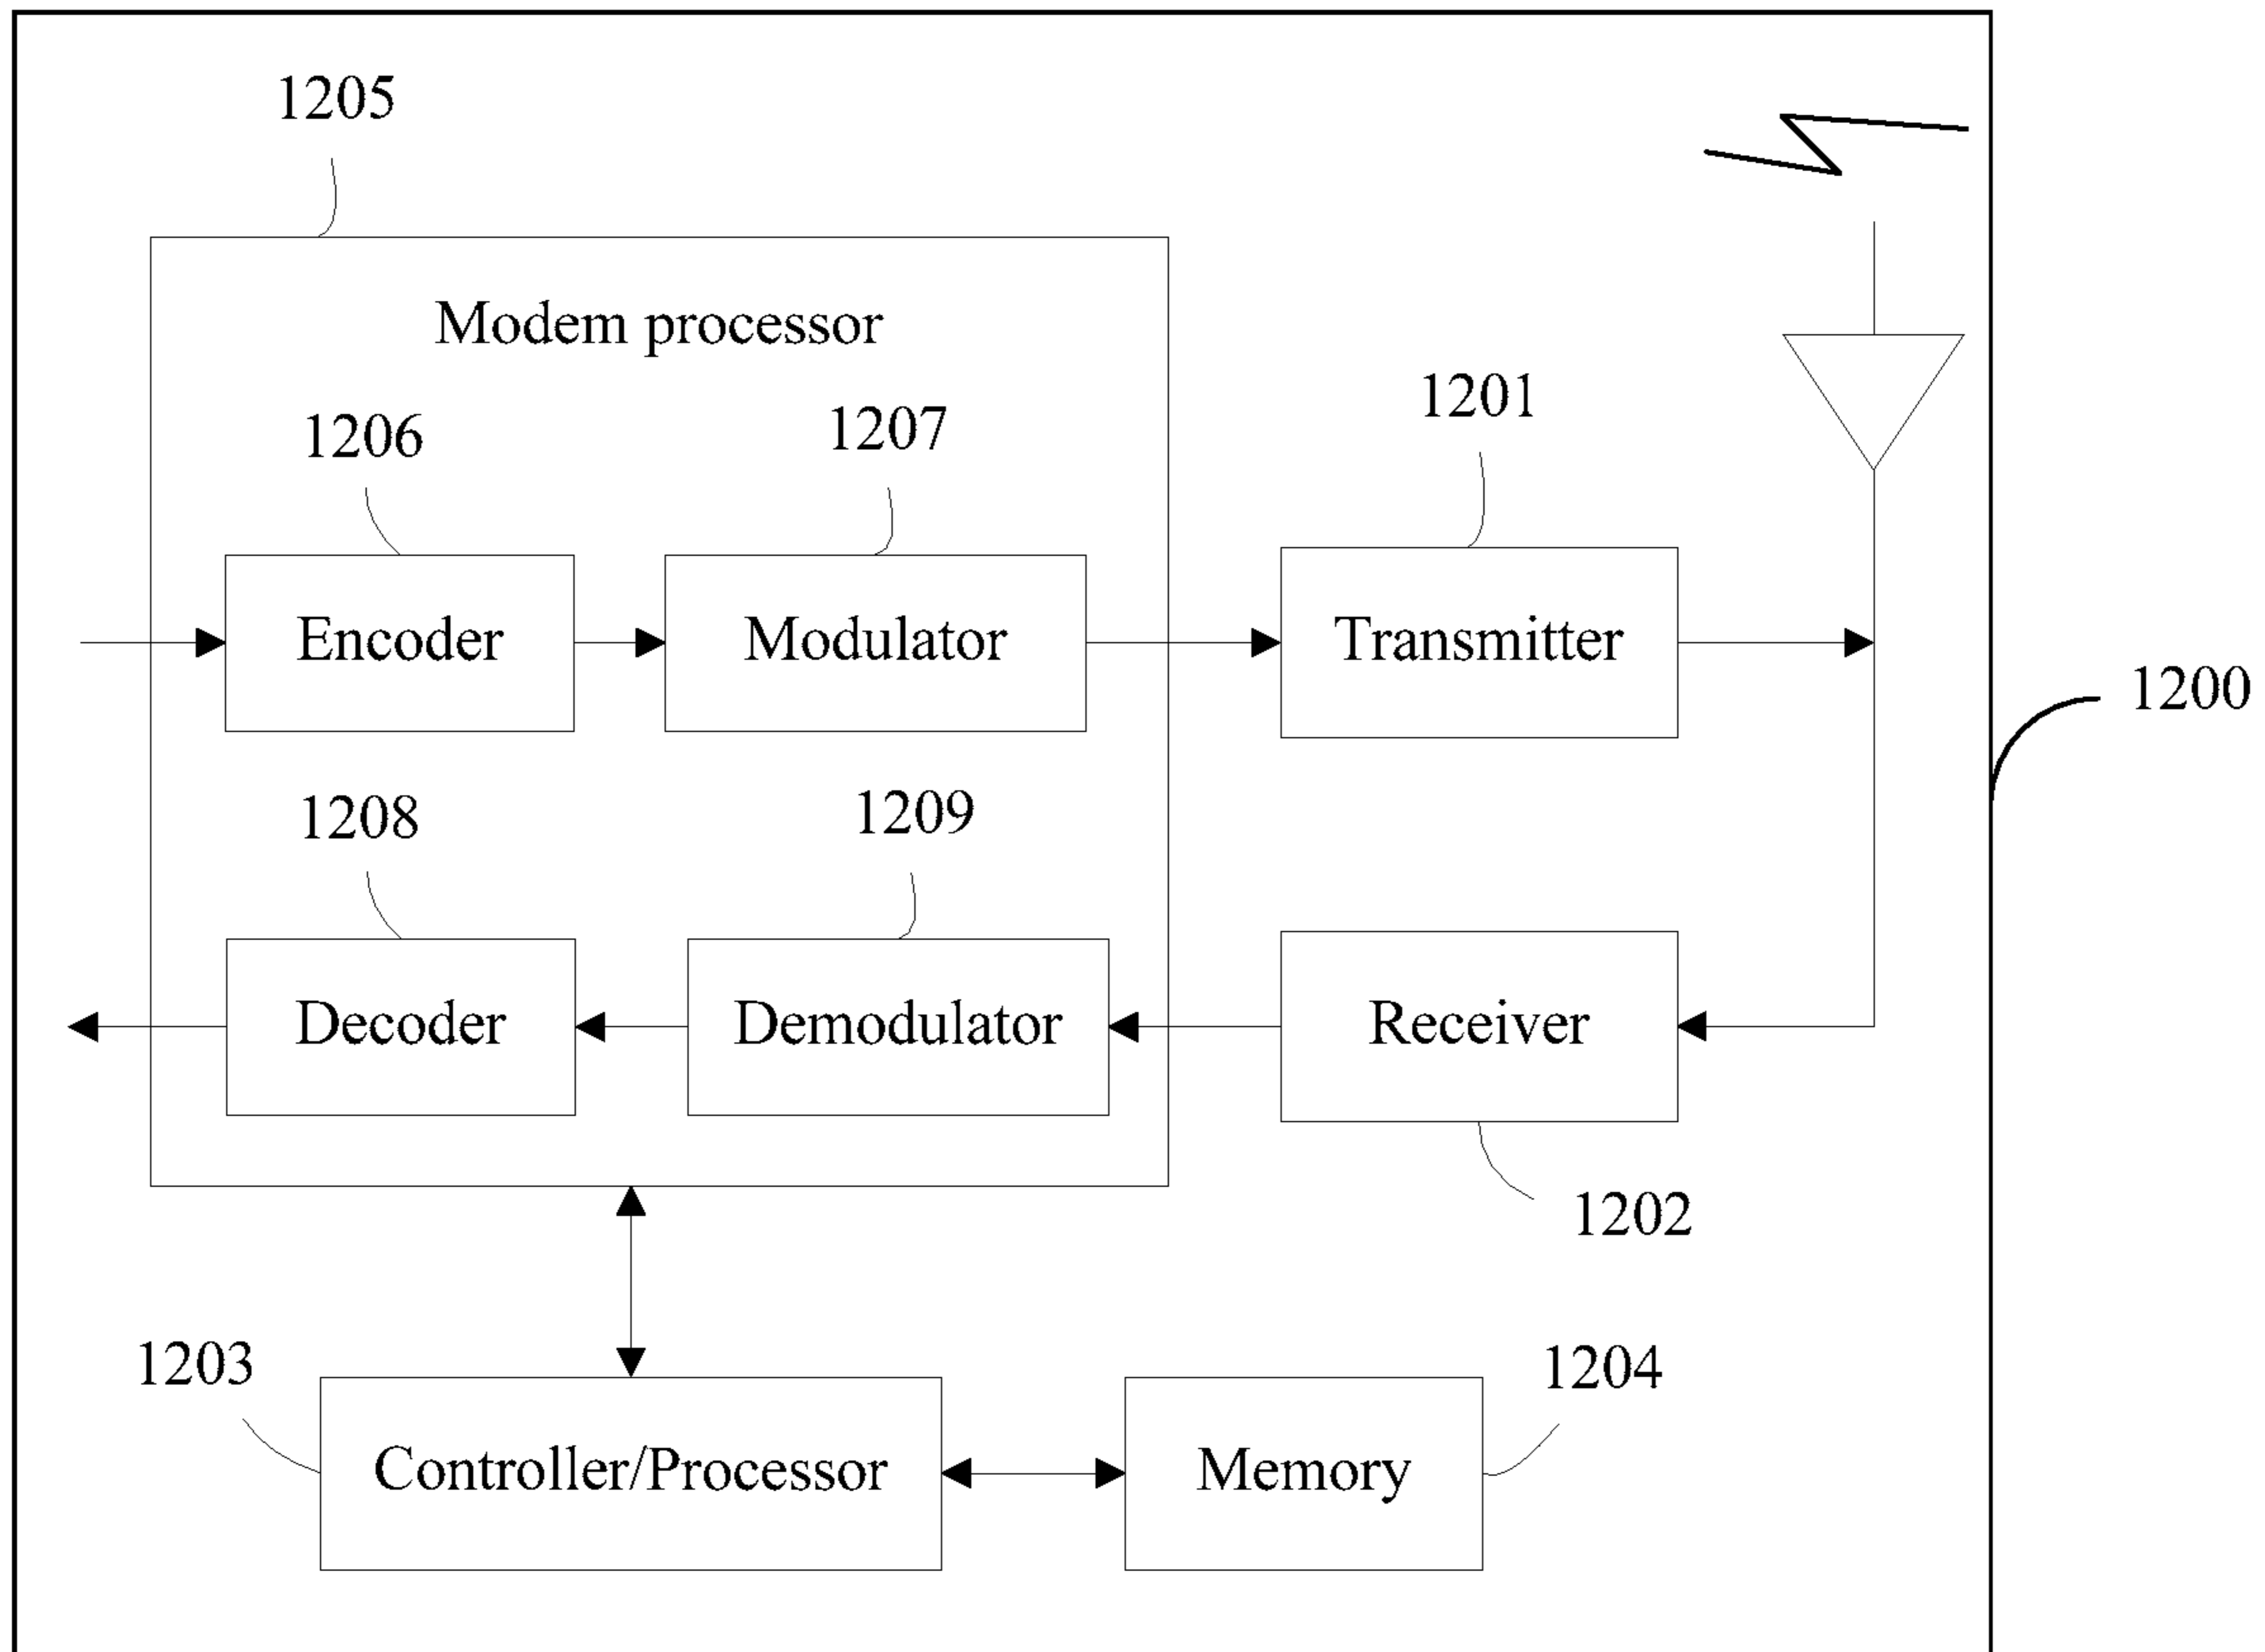 1205
Modem processor
1206
1207
1201
Encoder
Modulator
Transmitter
1200
1208
1209
Decoder
Demodulator
Receiver
1202
1203
1204
Controller/Processor
Memory